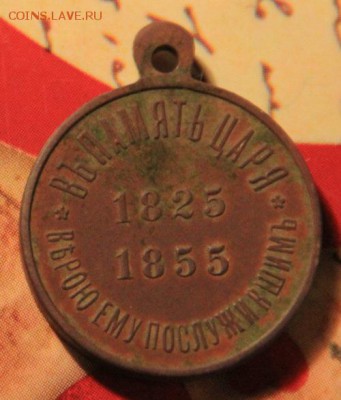 COINS.LAVE.RU
ВЪ ПАМЯТЬ ЦАРЯ
1825
1855
ВѢРОЮ ЕМУ ПОСЛУЖИВШИМЪ